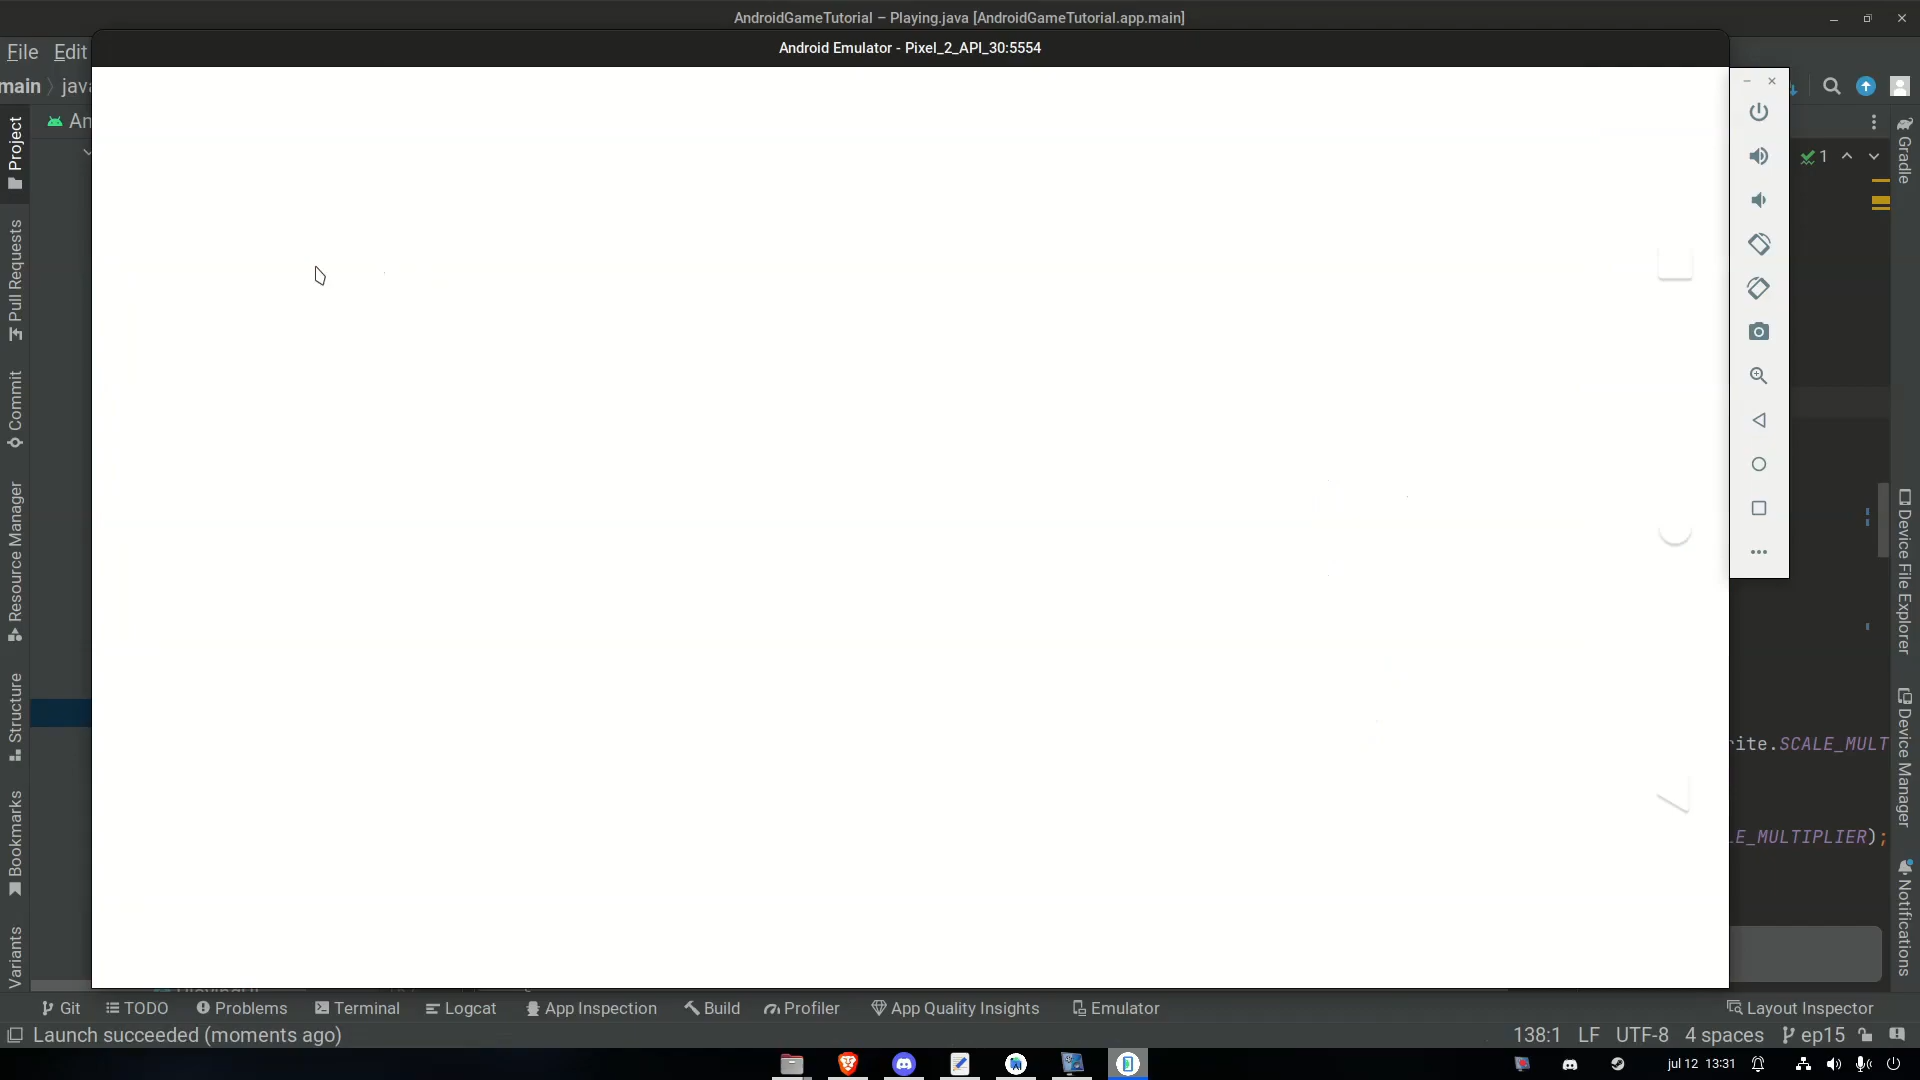 AndroidGameTutorial – Playing.java [AndroidGameTutorial.app.main]
File Edit
Android Emulator - Pixel_2_API_30:5554
main
Project
Gradle
1
Pull Requests
Commit
Resource Manager
Device File Explorer
Structure
Device Manager
.SCALE_MULT
Bookmarks
E_MULTIPLIER);
Notifications
Variants
Git TODO Problems Terminal Logcat App Inspection Build Profiler App Quality Insights Emulator Layout Inspector
Launch succeeded (moments ago) 138:1 LF UTF-8 4 spaces ep15
jul 12 13:31